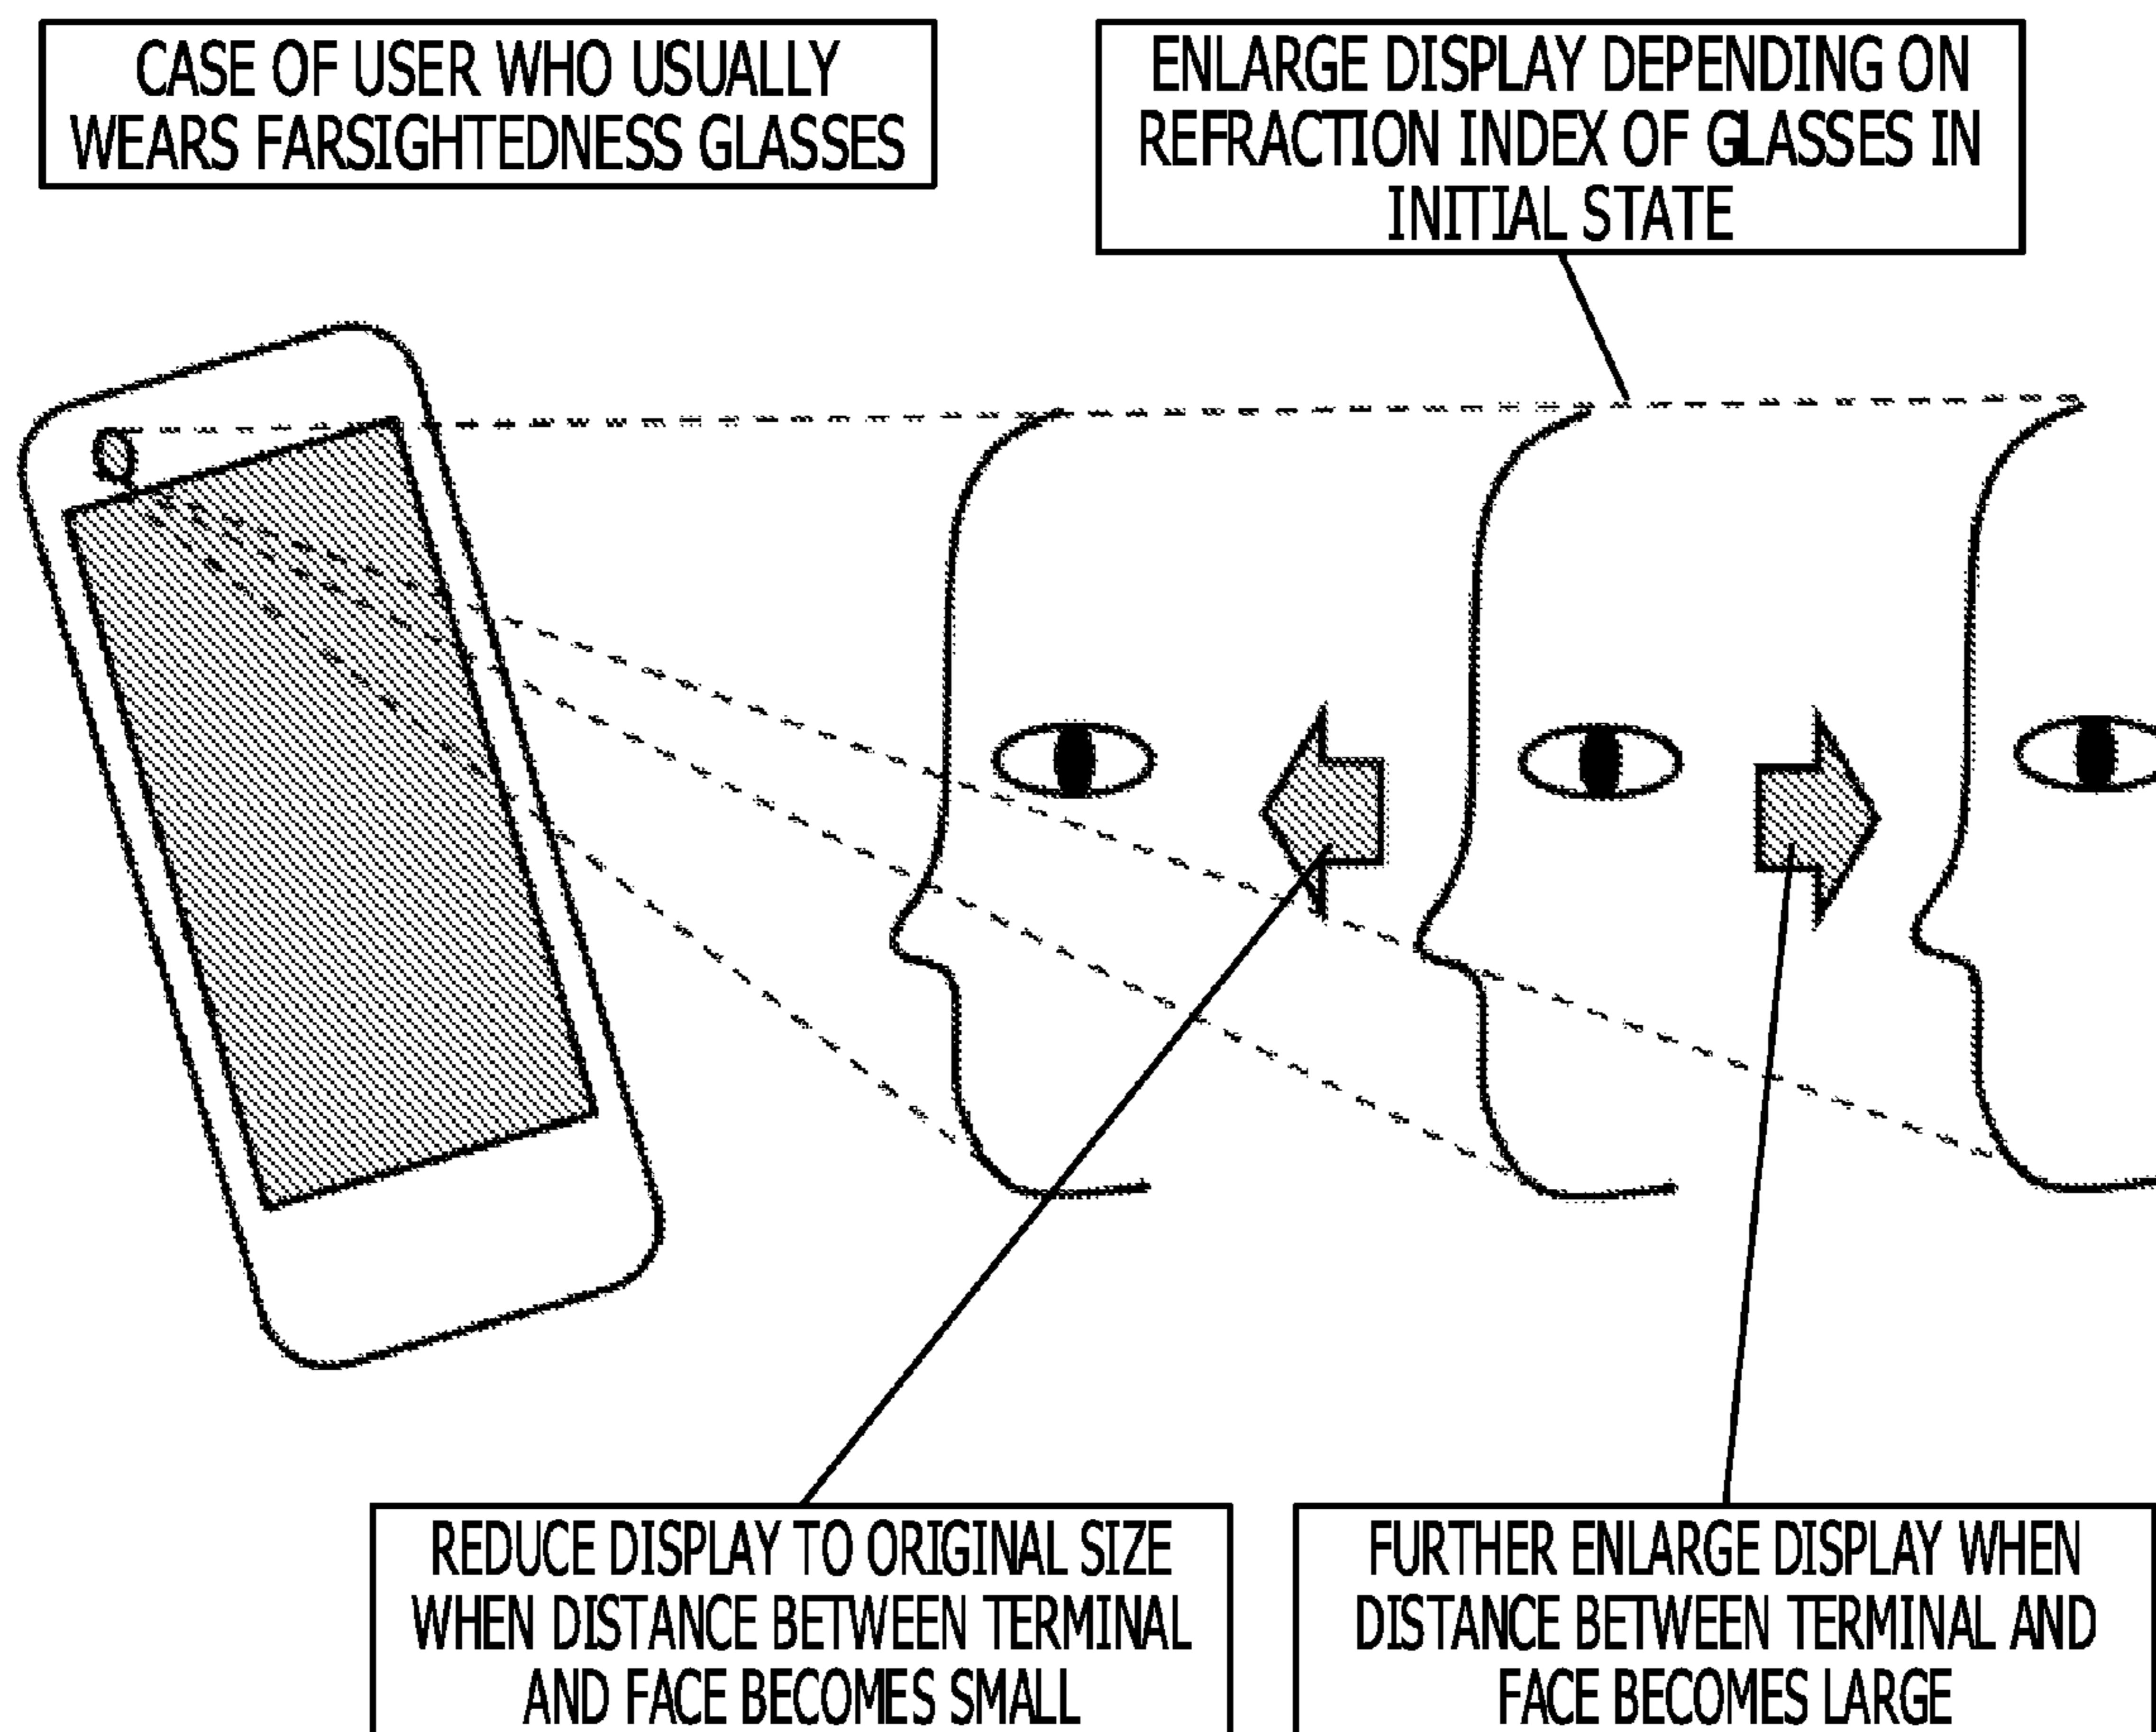 CASE OF USER WHO USUALLY
WEARS FARSIGHTEDNESS GLASSES
ENLARGE DISPLAY DEPENDING ON
REFRACTION INDEX OF GLASSES IN
INITIAL STATE
REDUCE DISPLAY TO ORIGINAL SIZE
WHEN DISTANCE BETWEEN TERMINAL
AND FACE BECOMES SMALL
FURTHER ENLARGE DISPLAY WHEN
DISTANCE BETWEEN TERMINAL AND
FACE BECOMES LARGE